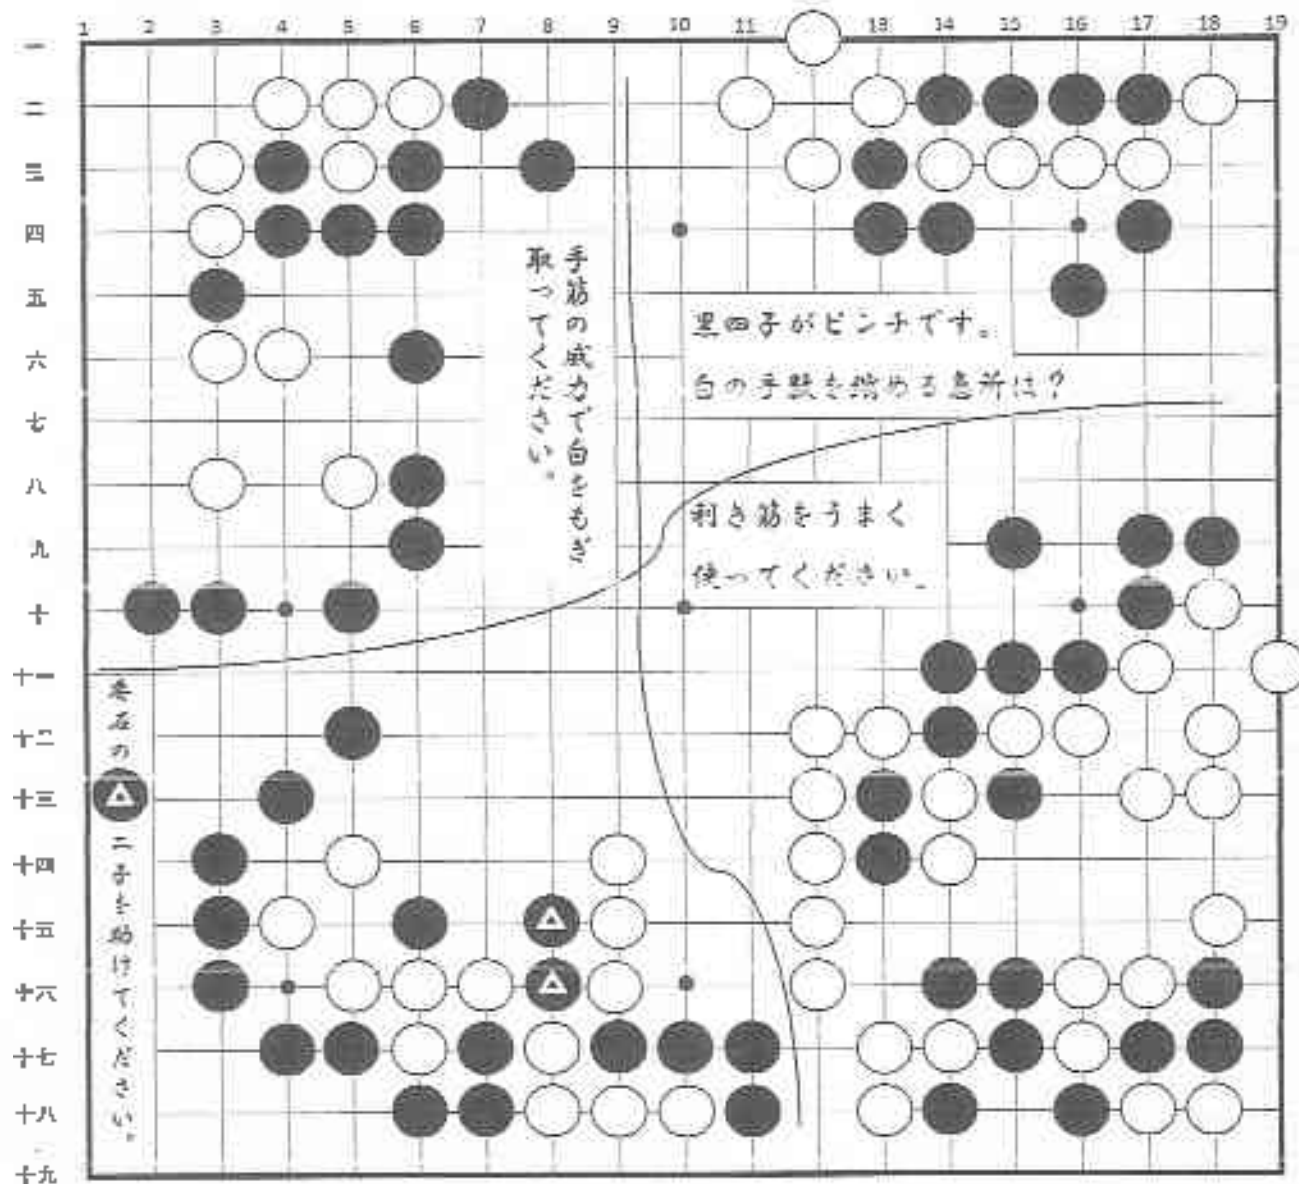 1 2 3 4 5 6 7 8 9 10 11 12 13 14 15 16 17 18 19
一
二
三
四
五
六
七
八
九
十
十一
十二
十三
十四
十五
十六
十七
十八
十九
手筋の威力で白をもぎ
取ってください。
黒四子がピンチです。
白の手数を縮める急所は?
利き筋をうまく
使ってください。
巻石の
二子を助けてください。